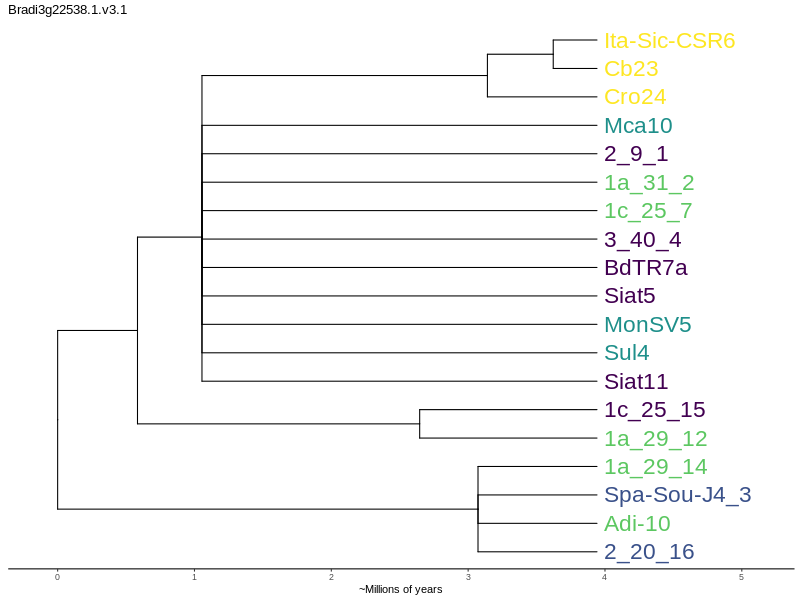 Bradi3g22538.1.v3.1
Ita-Sic-CSR6
Cb23
Cro24
Mca10
2_9_1
1a_31_2
1c_25_7
3_40_4
BdTR7a
Siat5
MonSV5
Sul4
Siat11
1c_25_15
1a_29_12
1a_29_14
Spa-Sou-J4_3
Adi-10
2_20_16
0 1 2 3 4 5
~Millions of years